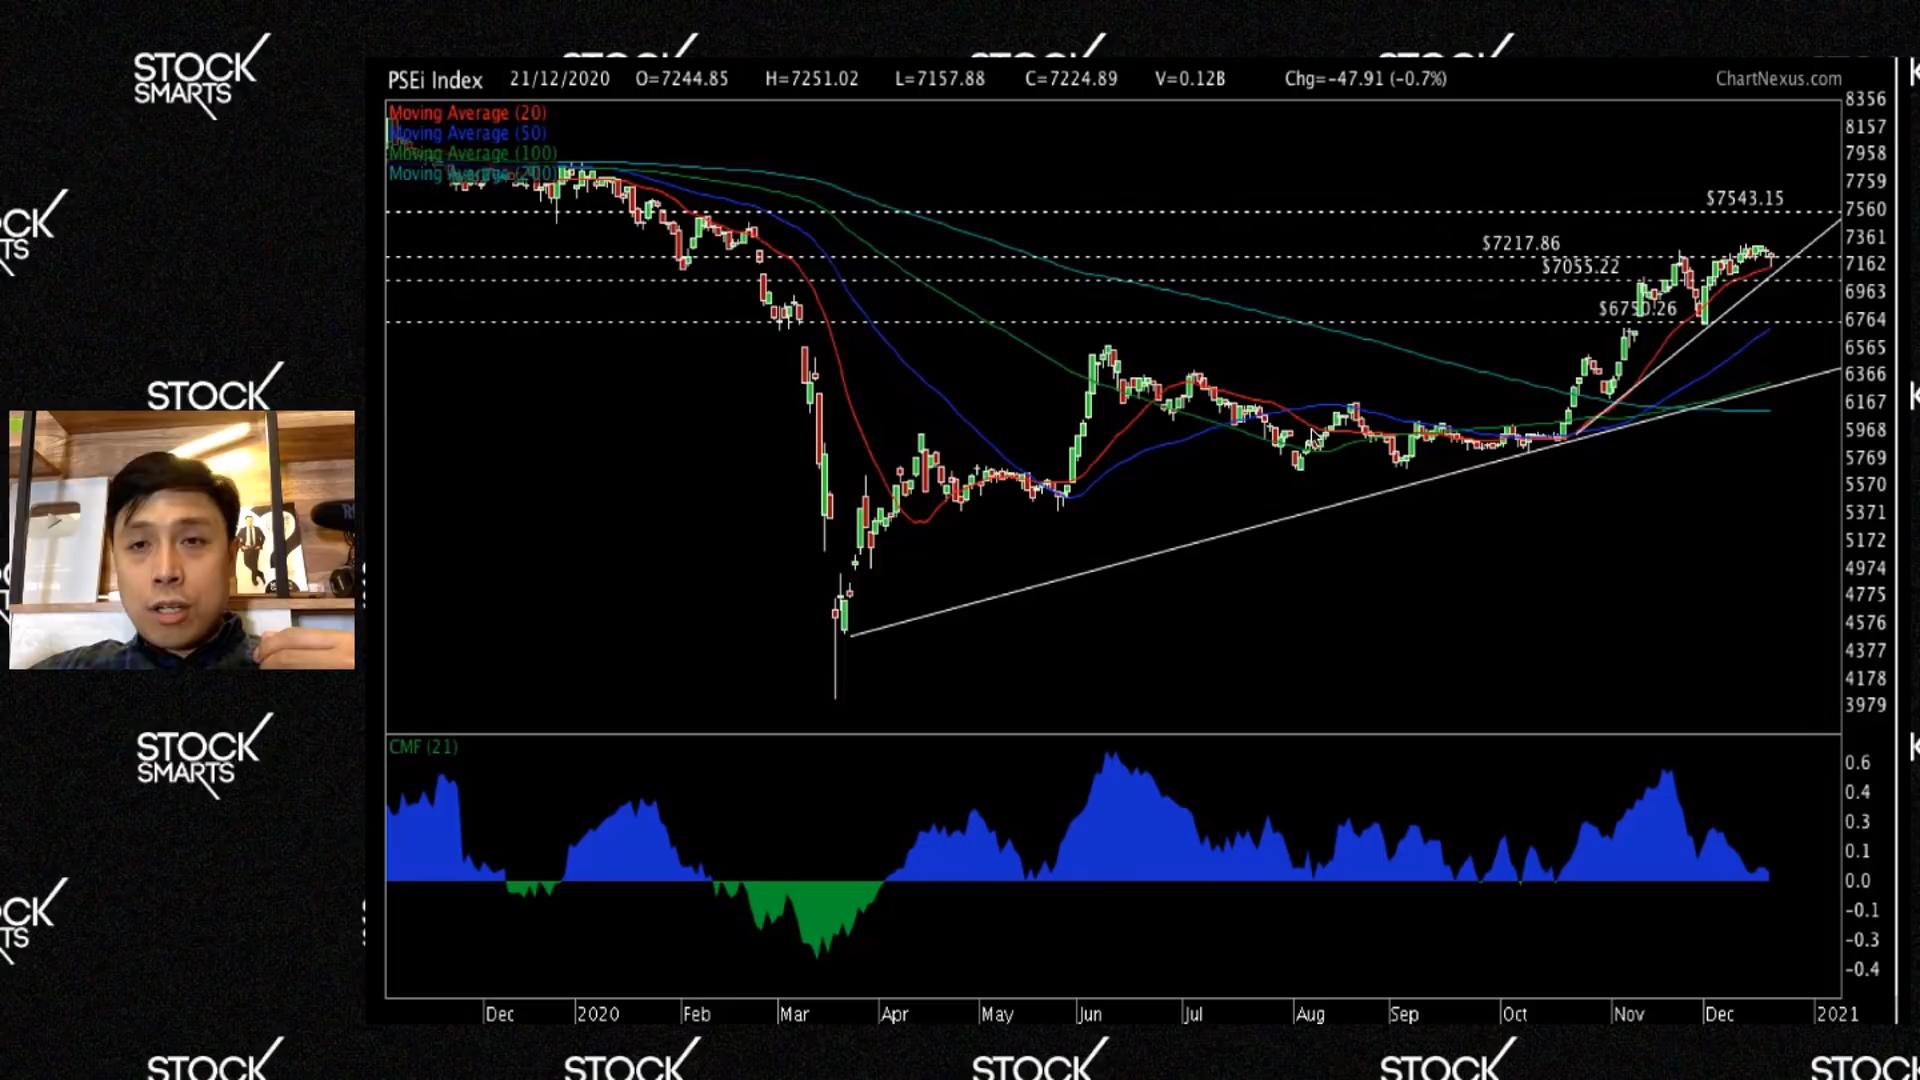 STOCK
SMARTS
PSEi Index 21/12/2020 O=7244.85 H=7251.02 L=7157.88 C=7224.89 V=0.12B Chg=-47.91 (-0.7%) ChartNexus.com
Moving Average (20)
Moving Average (50)
Moving Average (100)
Moving Average (200)
$7543.15
$7217.86
$7055.22
$6750.26
8356
8157
7958
7759
7560
7361
7162
6963
6764
6565
6366
6167
5968
5769
5570
5371
5172
4974
4775
4576
4377
4178
3979
STOCK
STOCK
SMARTS
CMF (21)
0.6
0.4
0.3
0.1
0.0
-0.1
-0.3
-0.4
Dec 2020 Feb Mar Apr May Jun Jul Aug Sep Oct Nov Dec 2021
STOCK STOCK STOCK STOCK STOCK